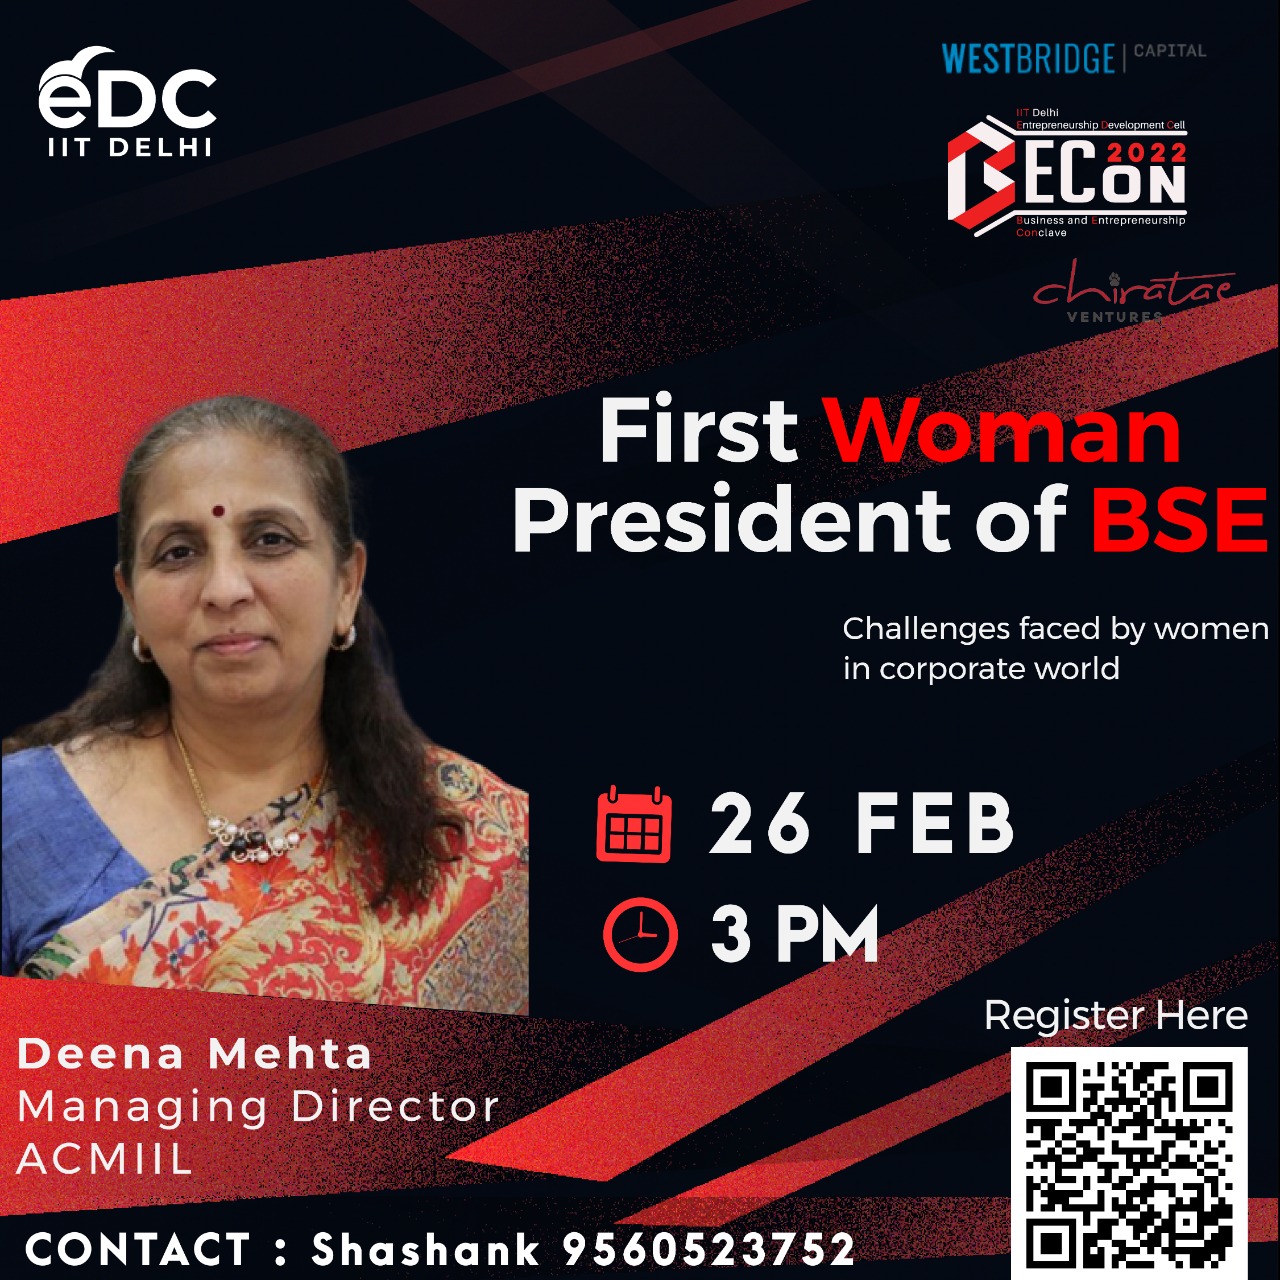 eDC
IIT DELHI
WESTBRIDGE | CAPITAL
IIT Delhi
Entrepreneurship Development Cell
BECON 2022
Business and Entrepreneurship
Conclave
chiratae
VENTURES
First Woman
President of BSE
Challenges faced by women
in corporate world
26 FEB
3 PM
Register Here
Deena Mehta
Managing Director
ACMIIL
CONTACT : Shashank 9560523752